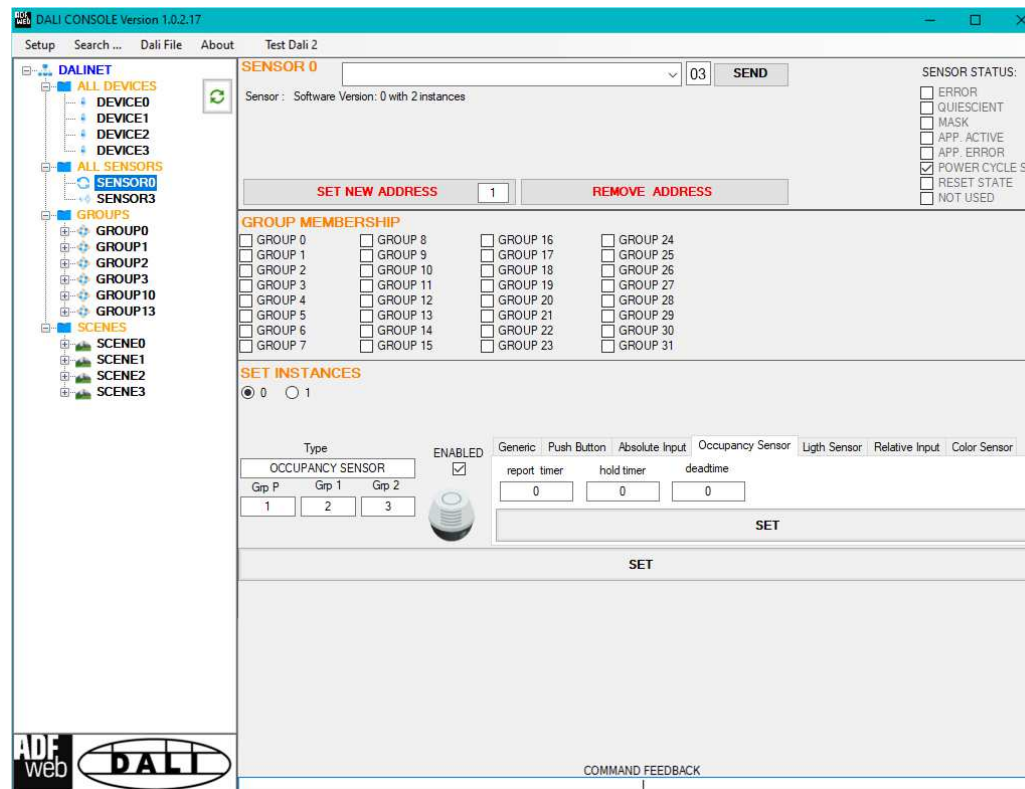 DALI CONSOLE Version 1.0.2.17
Setup Search ... Dali File About Test Dali 2
DALINET
ALL DEVICES
DEVICE0
DEVICE1
DEVICE2
DEVICE3
ALL SENSORS
SENSOR0
SENSOR3
GROUPS
GROUP0
GROUP1
GROUP2
GROUP3
GROUP10
GROUP13
SCENES
SCENE0
SCENE1
SCENE2
SCENE3
ADF
web
DALI
SENSOR 0 03 SEND
Sensor : Software Version: 0 with 2 instances
SENSOR STATUS:
ERROR
QUIESCIENT
MASK
APP. ACTIVE
APP. ERROR
POWER CYCLE S
RESET STATE
NOT USED
SET NEW ADDRESS 1 REMOVE ADDRESS
GROUP MEMBERSHIP
GROUP 0 GROUP 8 GROUP 16 GROUP 24
GROUP 1 GROUP 9 GROUP 17 GROUP 25
GROUP 2 GROUP 10 GROUP 18 GROUP 26
GROUP 3 GROUP 11 GROUP 19 GROUP 27
GROUP 4 GROUP 12 GROUP 20 GROUP 28
GROUP 5 GROUP 13 GROUP 21 GROUP 29
GROUP 6 GROUP 14 GROUP 22 GROUP 30
GROUP 7 GROUP 15 GROUP 23 GROUP 31
SET INSTANCES
0 1
Type ENABLED
OCCUPANCY SENSOR
Grp P Grp 1 Grp 2
1 2 3
Generic Push Button Absolute Input Occupancy Sensor Ligth Sensor Relative Input Color Sensor
report timer hold timer deadtime
0 0 0
SET
SET
COMMAND FEEDBACK